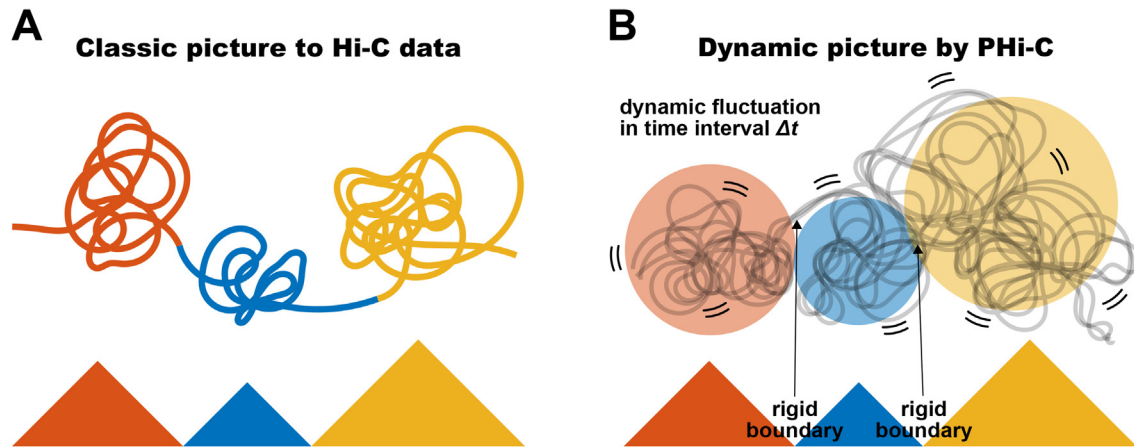 A
Classic picture to Hi-C data
B
Dynamic picture by PHi-C
dynamic fluctuation
in time interval Δt
rigid
boundary
rigid
boundary